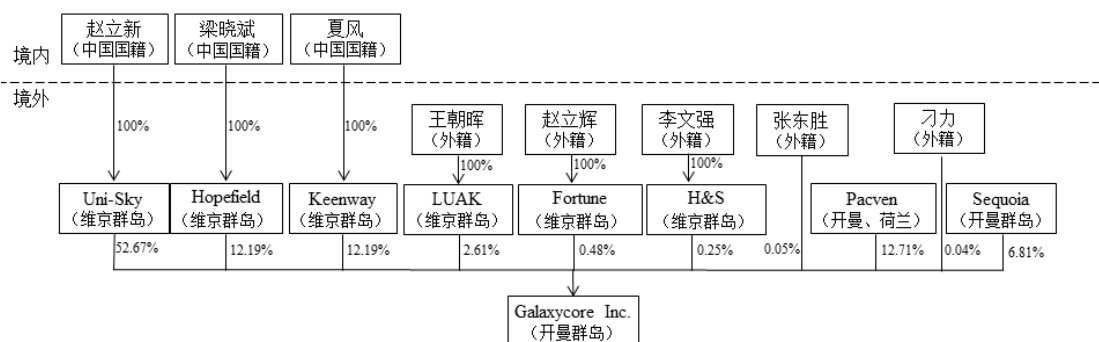 赵立新
（中国国籍）
梁晓斌
（中国国籍）
夏风
（中国国籍）
境内
境外
100%
100%
100%
王朝晖
（外籍）
赵立辉
（外籍）
李文强
（外籍）
张东胜
（外籍）
刁力
（外籍）
100%
100%
100%
Uni-Sky
（维京群岛）
Hopefield
（维京群岛）
Keenway
（维京群岛）
LUAK
（维京群岛）
Fortune
（维京群岛）
H&S
（维京群岛）
Pacven
（开曼、荷兰）
Sequoia
（开曼群岛）
52.67%
12.19%
12.19%
2.61%
0.48%
0.25%
0.05%
12.71%
0.04%
6.81%
Galaxycore Inc.
（开曼群岛）